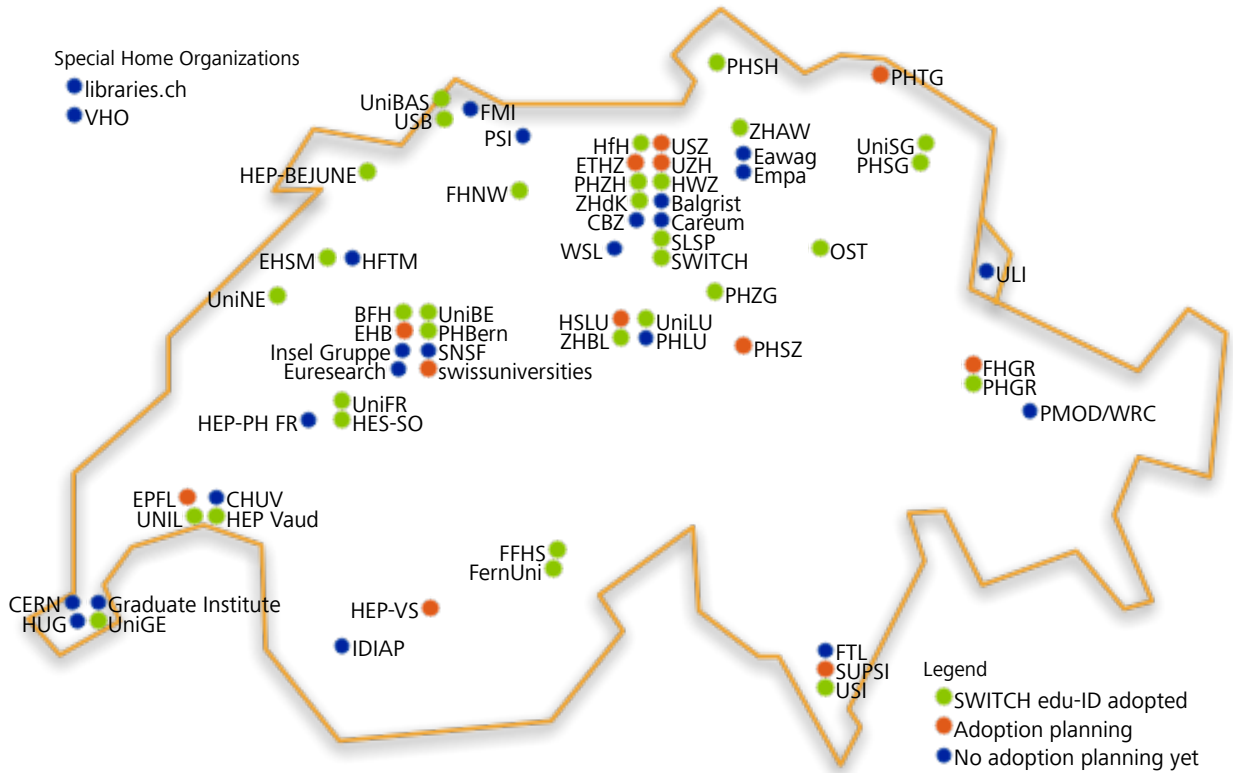 Special Home Organizations
libraries.ch
VHO
PHSH
PHTG
UniBAS
USB
FMI
PSI
HEP-BEJUNE
FHNW
HfH
USZ
ETHZ
UZH
PHZH
HWZ
ZHdK
Balgrist
CBZ
Careum
WSL
SLSP
SWITCH
ZHAW
Eawag
Empa
UniSG
PHSG
OST
ULI
EHSM
HFTM
UniNE
PHZG
BFH
UniBE
EHB
PHBern
Insel Gruppe
SNSF
Euresearch
swissuniversities
HSLU
UniLU
ZHBL
PHLU
PHSZ
FHGR
PHGR
PMOD/WRC
UniFR
HEP-PH FR
HES-SO
EPFL
CHUV
UNIL
HEP Vaud
FFHS
FernUni
CERN
Graduate Institute
HUG
UniGE
HEP-VS
IDIAP
FTL
SUPSI
USI
Legend
SWITCH edu-ID adopted
Adoption planning
No adoption planning yet